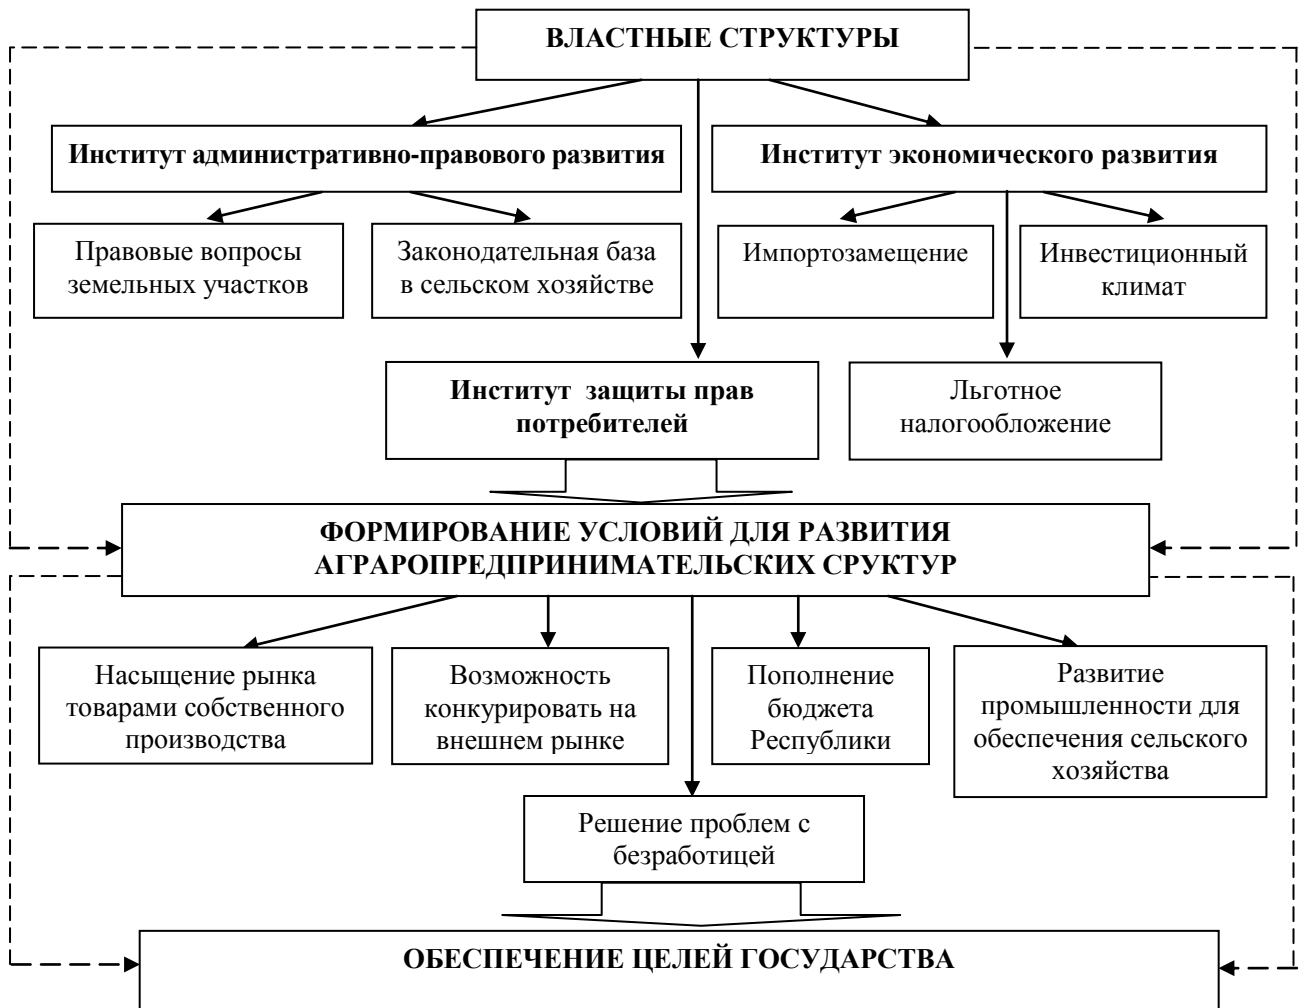 ВЛАСТНЫЕ СТРУКТУРЫ
Институт административно-правового развития
Институт экономического развития
Правовые вопросы
земельных участков
Законодательная база
в сельском хозяйстве
Импортозамещение
Инвестиционный
климат
Институт защиты прав
потребителей
Льготное
налогообложение
ФОРМИРОВАНИЕ УСЛОВИЙ ДЛЯ РАЗВИТИЯ
АГРАРОПРЕДПРИНИМАТЕЛЬСКИХ СРУКТУР
Насыщение рынка
товарами собственного
производства
Возможность
конкурировать на
внешнем рынке
Пополнение
бюджета
Республики
Развитие
промышленности для
обеспечения сельского
хозяйства
Решение проблем с
безработицей
ОБЕСПЕЧЕНИЕ ЦЕЛЕЙ ГОСУДАРСТВА